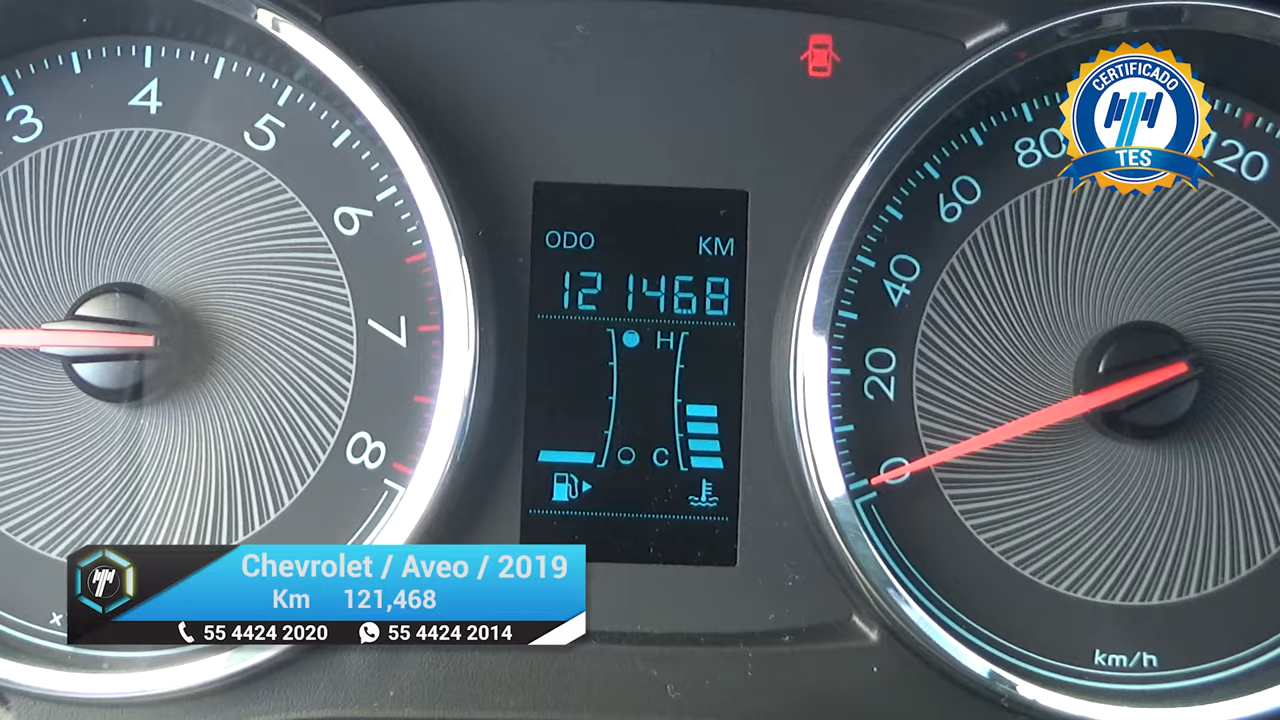 3
4
5
6
7
8
x
ODO KM
121468
H
C
0
20
40
60
80
120
km/h
CERTIFICADO
TES
Chevrolet / Aveo / 2019
Km 121,468
55 4424 2020 55 4424 2014